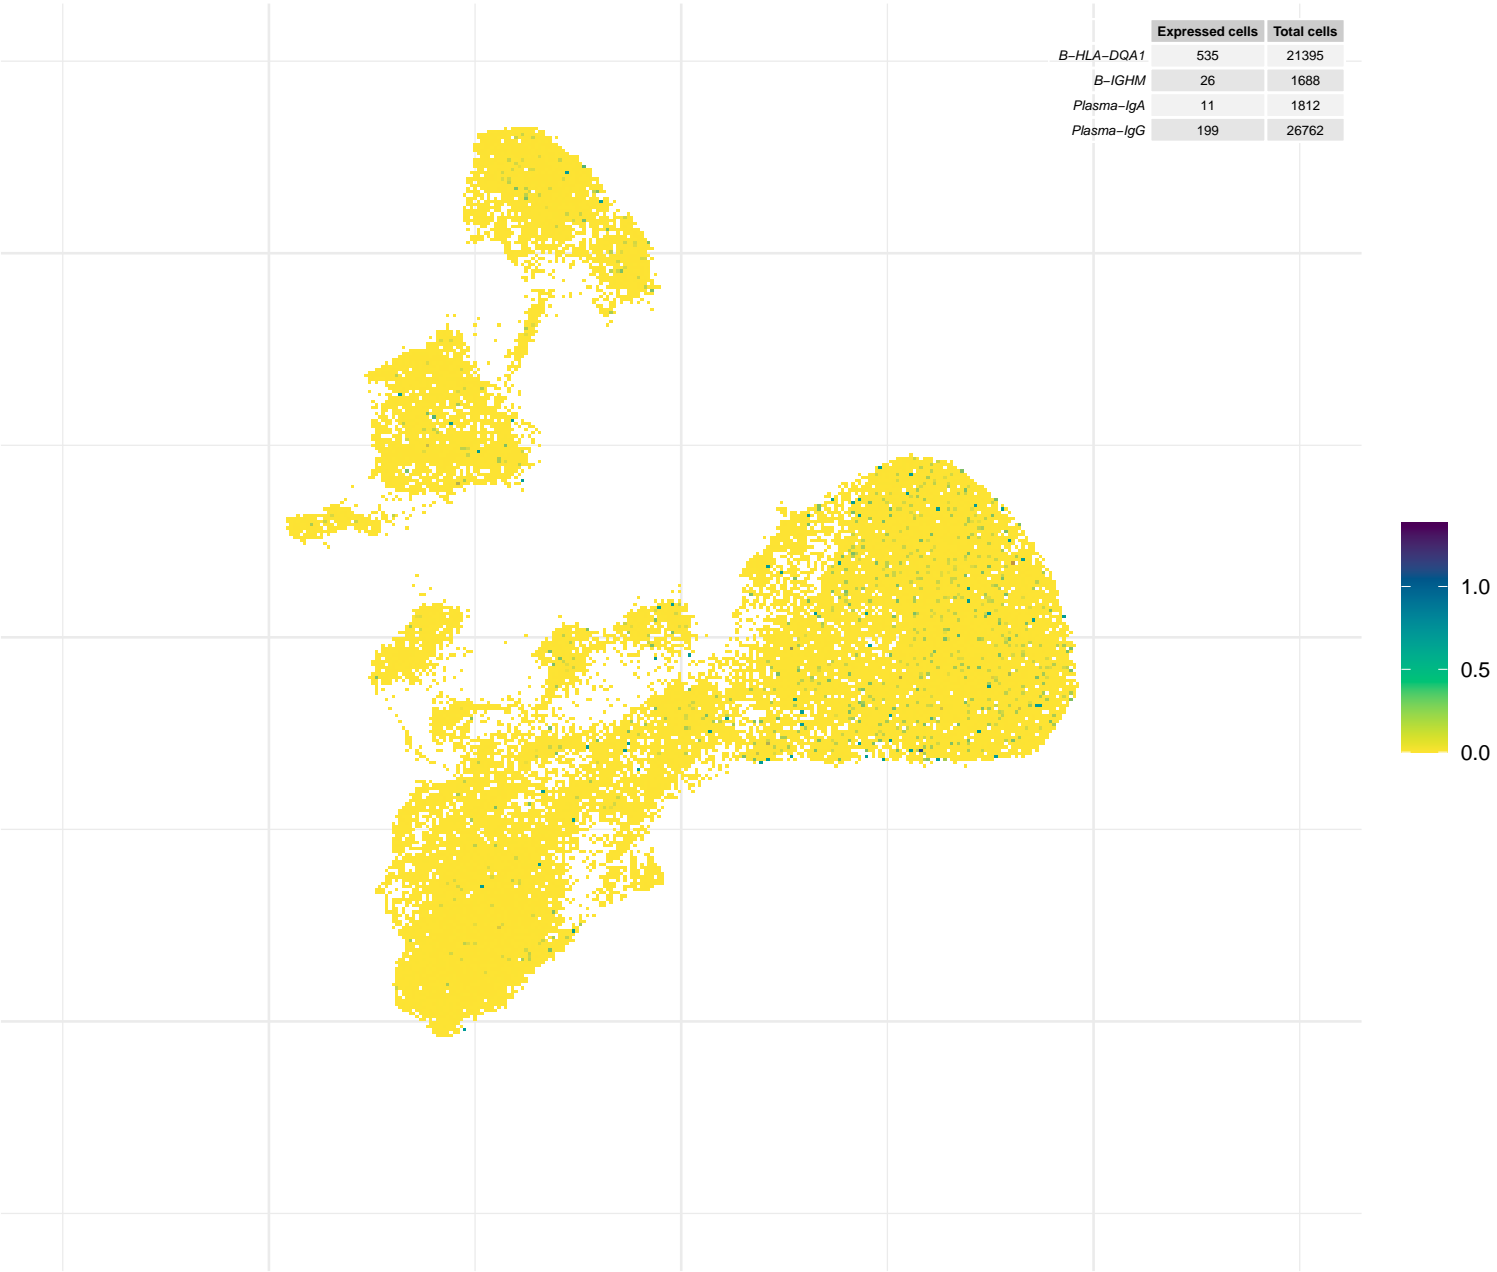 Expressed cells Total cells
B−HLA−DQA1 535 21395
B−IGHM 26 1688
Plasma−IgA 11 1812
Plasma−IgG 199 26762
1.0
0.5
0.0